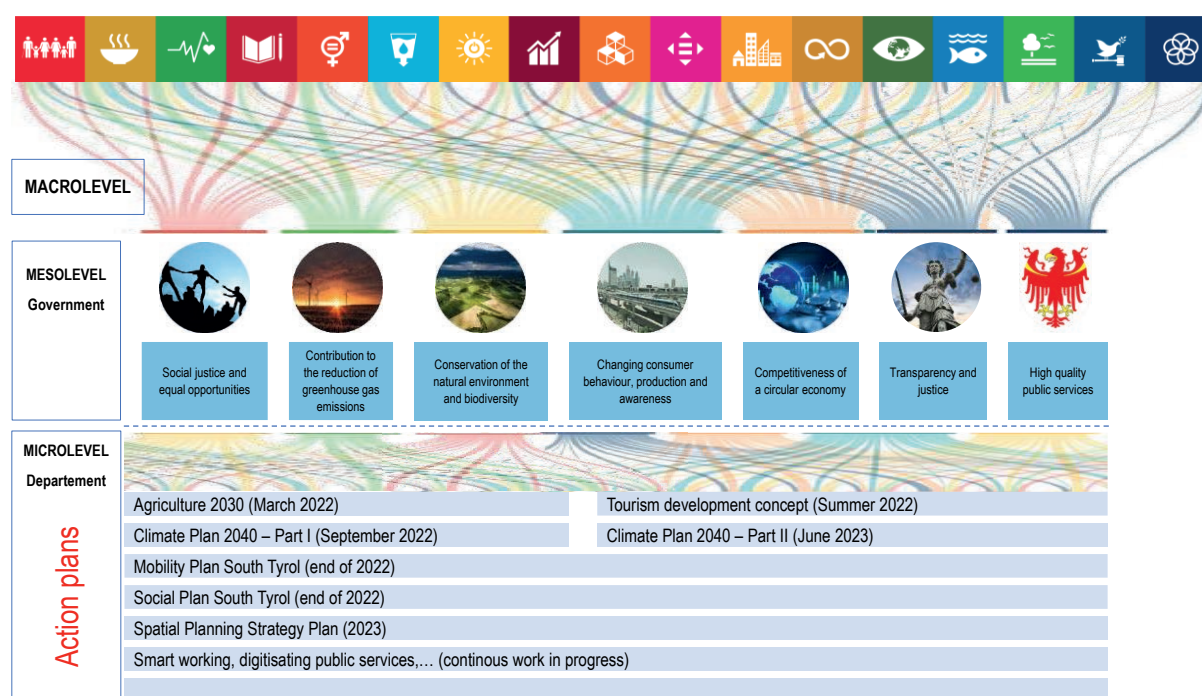 MACROLEVEL
MESOLEVEL
Government
Social justice and
equal opportunities
Contribution to
the reduction of
greenhouse gas
emissions
Conservation of the
natural environment
and biodiversity
Changing consumer
behaviour, production and
awareness
Competitiveness of
a circular economy
Transparency and
justice
High quality
public services
MICROLEVEL
Departement
Action plans
Agriculture 2030 (March 2022)
Tourism development concept (Summer 2022)
Climate Plan 2040 – Part I (September 2022)
Climate Plan 2040 – Part II (June 2023)
Mobility Plan South Tyrol (end of 2022)
Social Plan South Tyrol (end of 2022)
Spatial Planning Strategy Plan (2023)
Smart working, digitisating public services,… (continous work in progress)